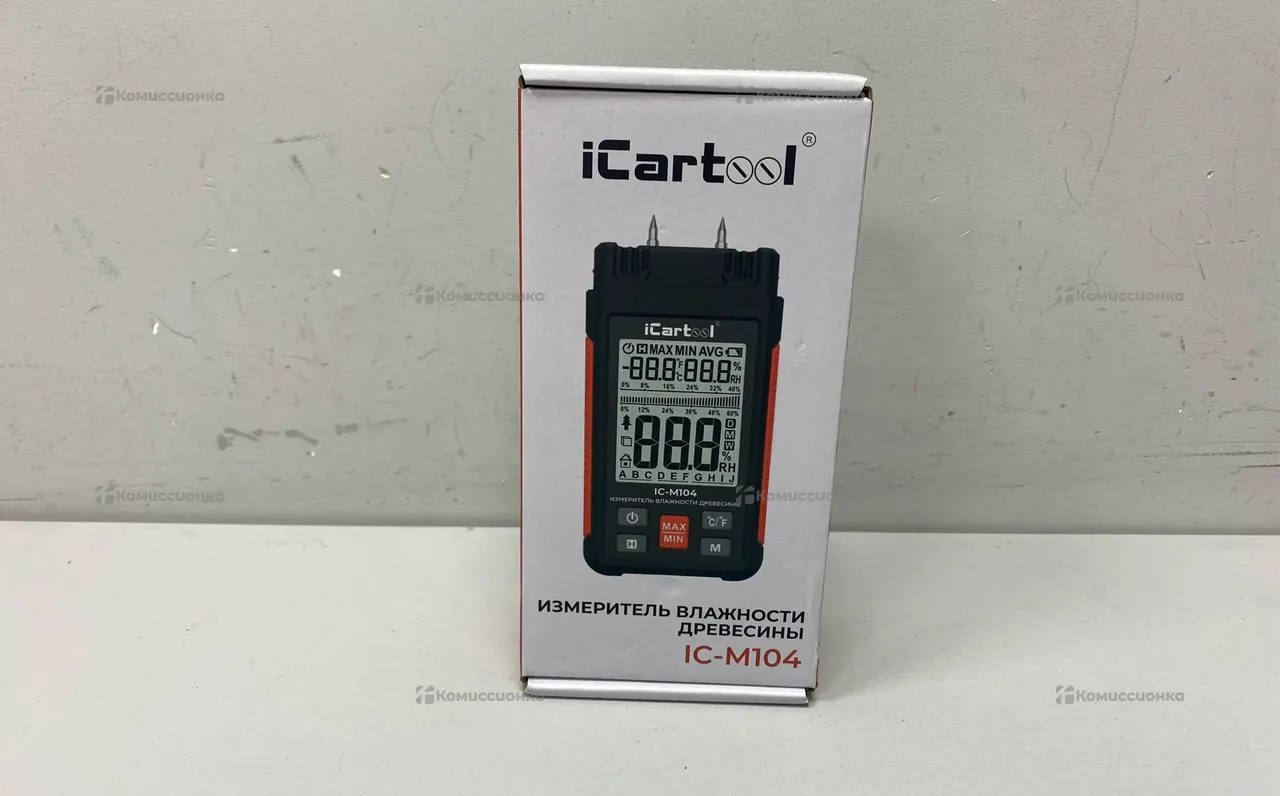 Комиссионка
Комиссионка
iCartool®
Комиссионка
Комиссионка
iCartool
H MAX MIN AVG
-88.8 °F °C 88.8 % RH
0% 8% 16% 24% 32% 40%
0% 12% 24% 36% 48% 60%
88.8 % RH
D
M
W
A B C D E F G H I J
IC-M104
ИЗМЕРИТЕЛЬ ВЛАЖНОСТИ ДРЕВЕСИНЫ
Комиссионка
Комиссионка
MAX
MIN
°C/°F
H
M
ИЗМЕРИТЕЛЬ ВЛАЖНОСТИ
ДРЕВЕСИНЫ
IC-M104
Комиссионка
Комиссионка